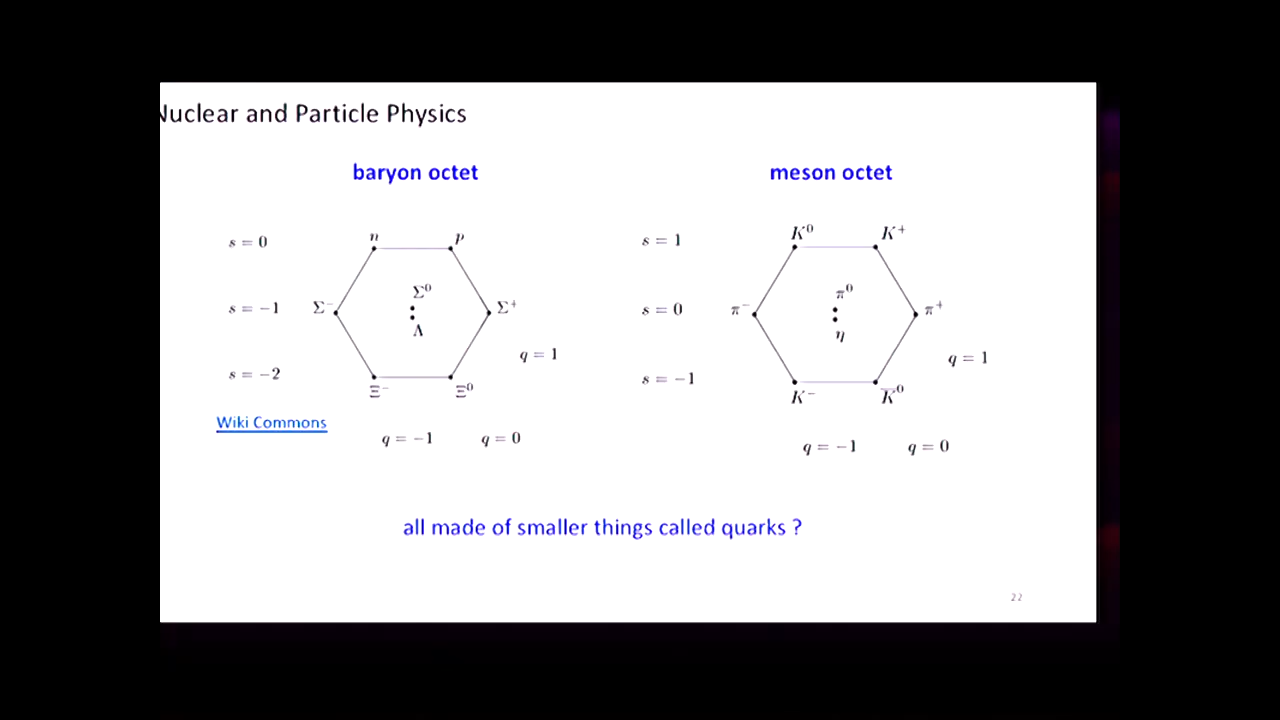 Nuclear and Particle Physics
baryon octet
meson octet
s = 0
n
p
s = −1
Σ⁻
Σ⁰
Λ
Σ⁺
q = 1
s = −2
Ξ⁻
Ξ⁰
Wiki Commons
q = −1
q = 0
s = 1
K⁰
K⁺
s = 0
π⁻
π⁰
η
π⁺
q = 1
s = −1
K⁻
K̅⁰
q = −1
q = 0
all made of smaller things called quarks ?
22